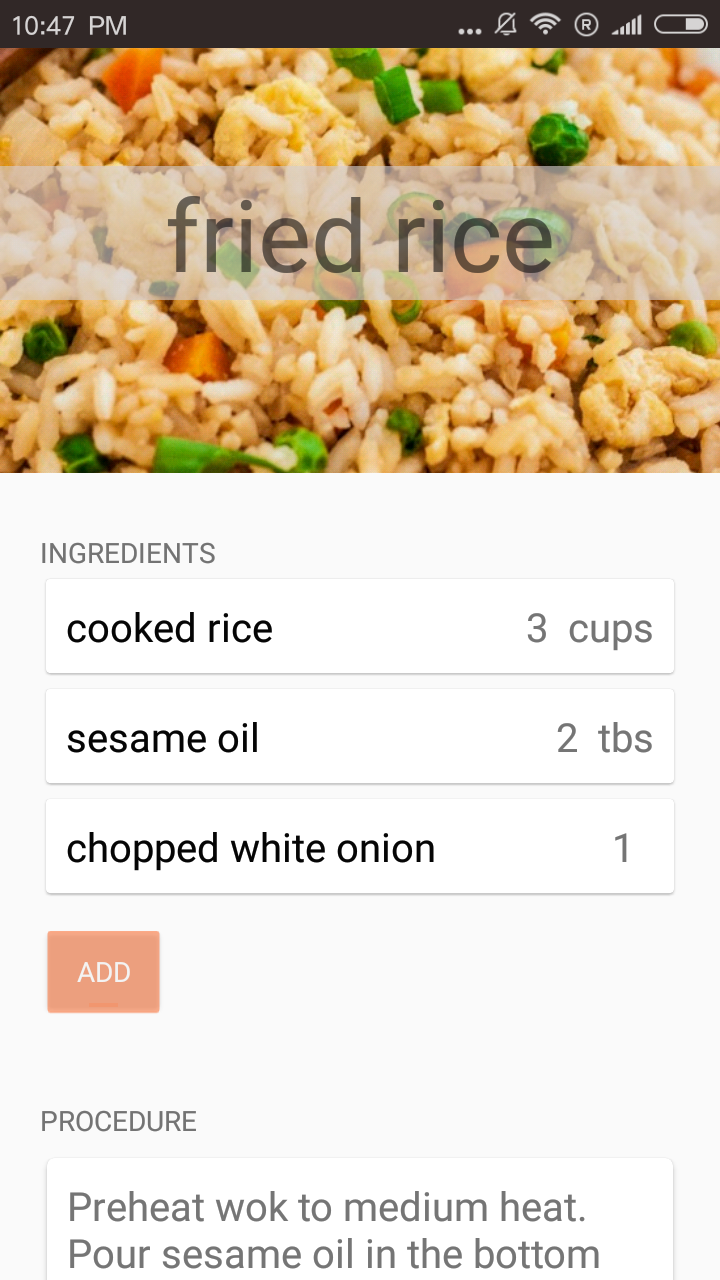 10:47 PM
fried rice
INGREDIENTS
cooked rice 3 cups
sesame oil 2 tbs
chopped white onion 1
ADD
PROCEDURE
Preheat wok to medium heat.
Pour sesame oil in the bottom